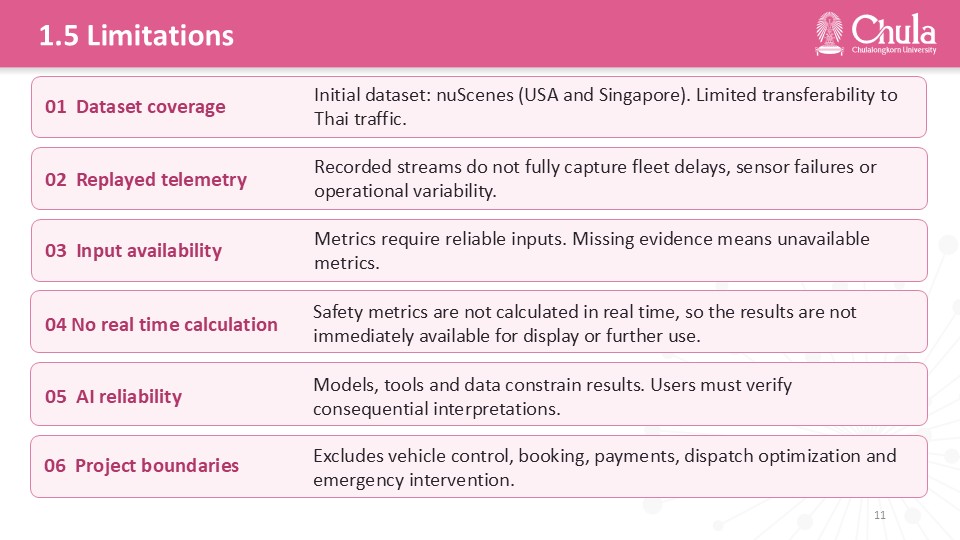 1.5 Limitations
Chula
Chulalongkorn University
01 Dataset coverage
Initial dataset: nuScenes (USA and Singapore). Limited transferability to
Thai traffic.
02 Replayed telemetry
Recorded streams do not fully capture fleet delays, sensor failures or
operational variability.
03 Input availability
Metrics require reliable inputs. Missing evidence means unavailable
metrics.
04 No real time calculation
Safety metrics are not calculated in real time, so the results are not
immediately available for display or further use.
05 AI reliability
Models, tools and data constrain results. Users must verify
consequential interpretations.
06 Project boundaries
Excludes vehicle control, booking, payments, dispatch optimization and
emergency intervention.
11